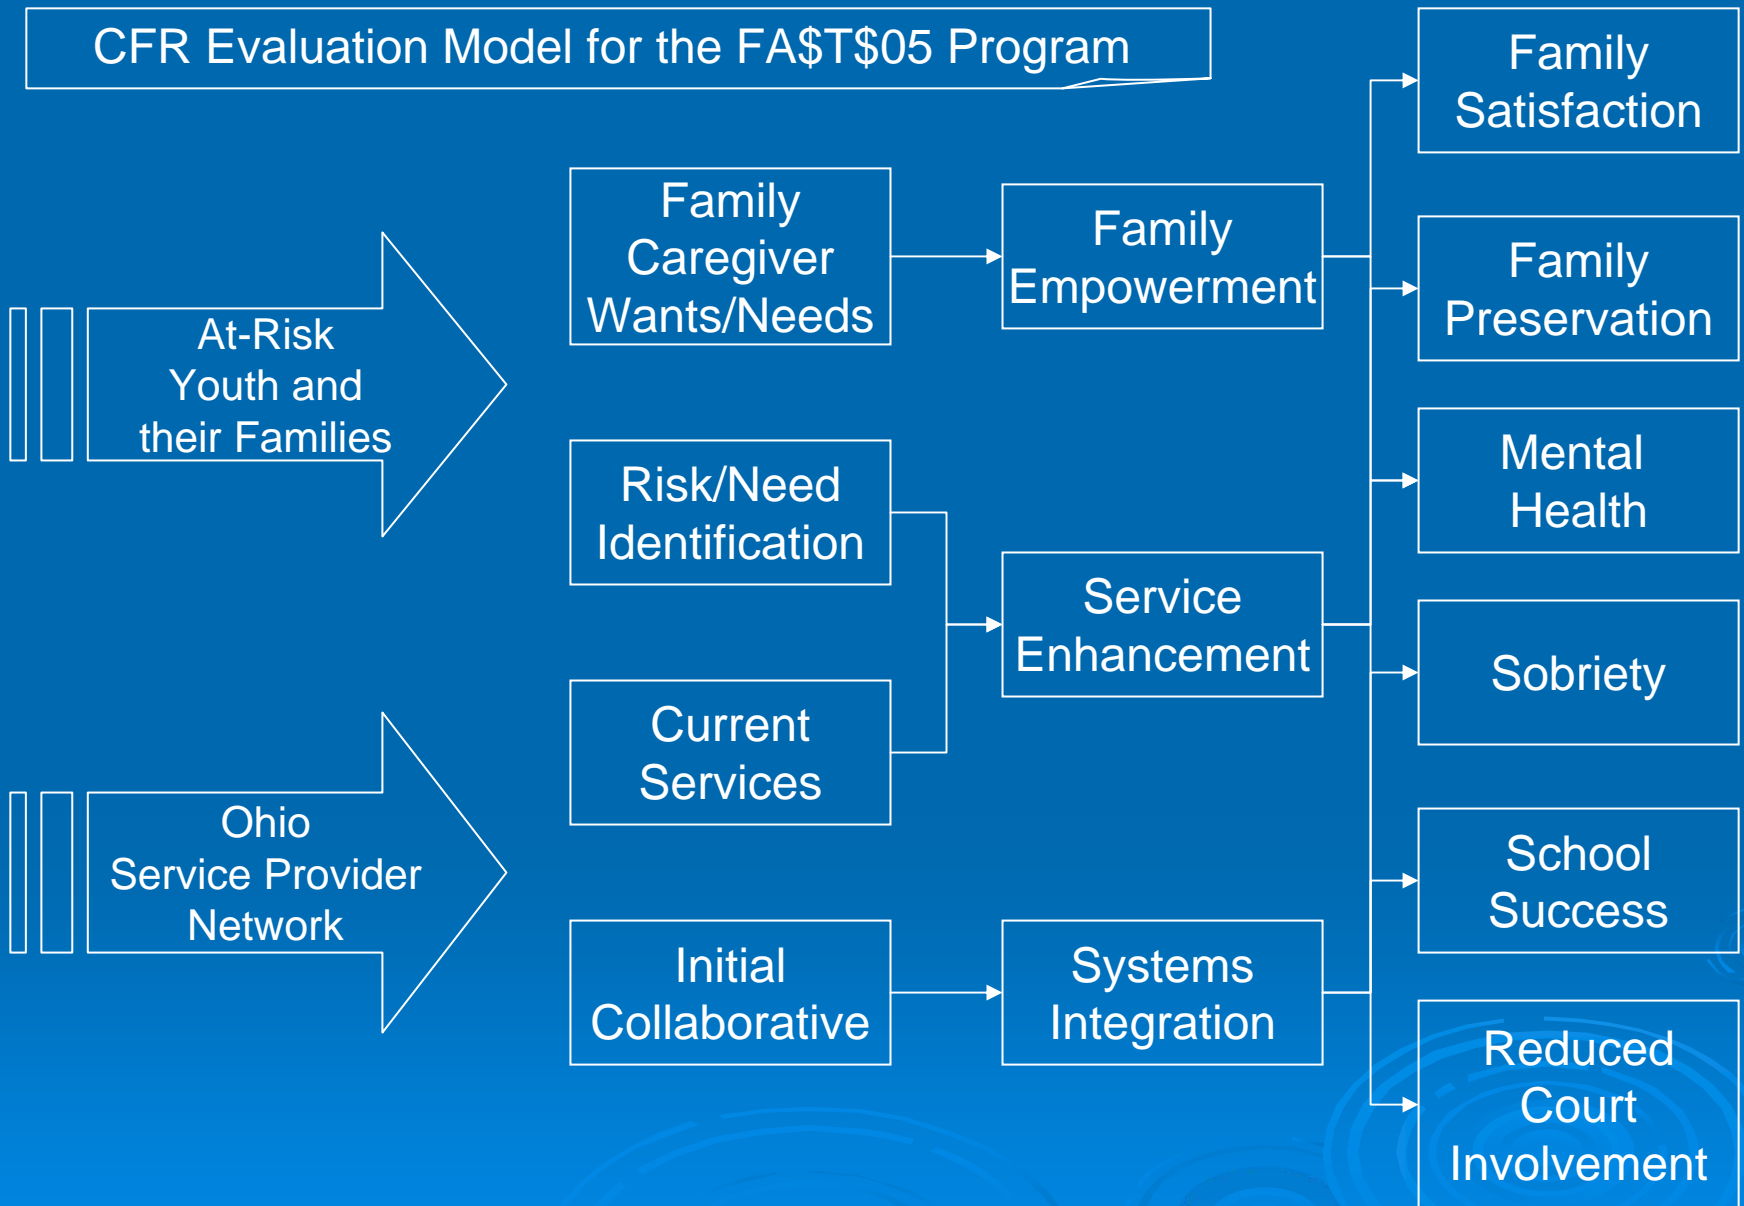 CFR Evaluation Model for the FA$T$05 Program
At-Risk
Youth and
their Families
Ohio
Service Provider
Network
Family
Caregiver
Wants/Needs
Risk/Need
Identification
Current
Services
Initial
Collaborative
Family
Empowerment
Service
Enhancement
Systems
Integration
Family
Satisfaction
Family
Preservation
Mental
Health
Sobriety
School
Success
Reduced
Court
Involvement